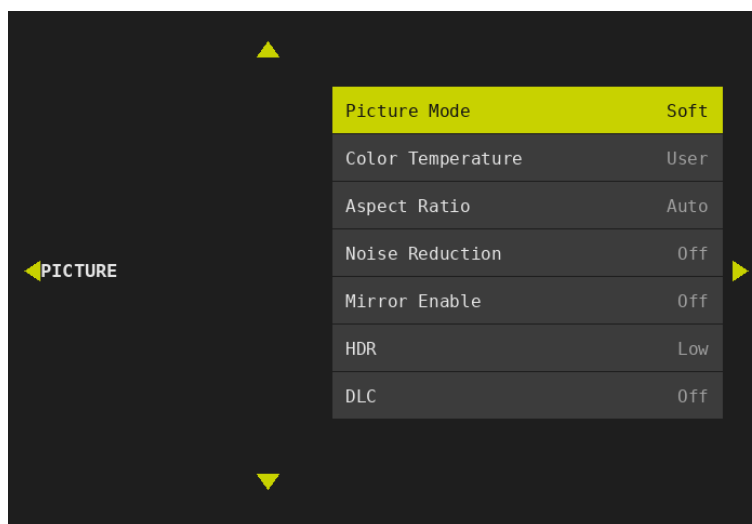 Picture Mode Soft
Color Temperature User
Aspect Ratio Auto
Noise Reduction Off
PICTURE
Mirror Enable Off
HDR Low
DLC Off